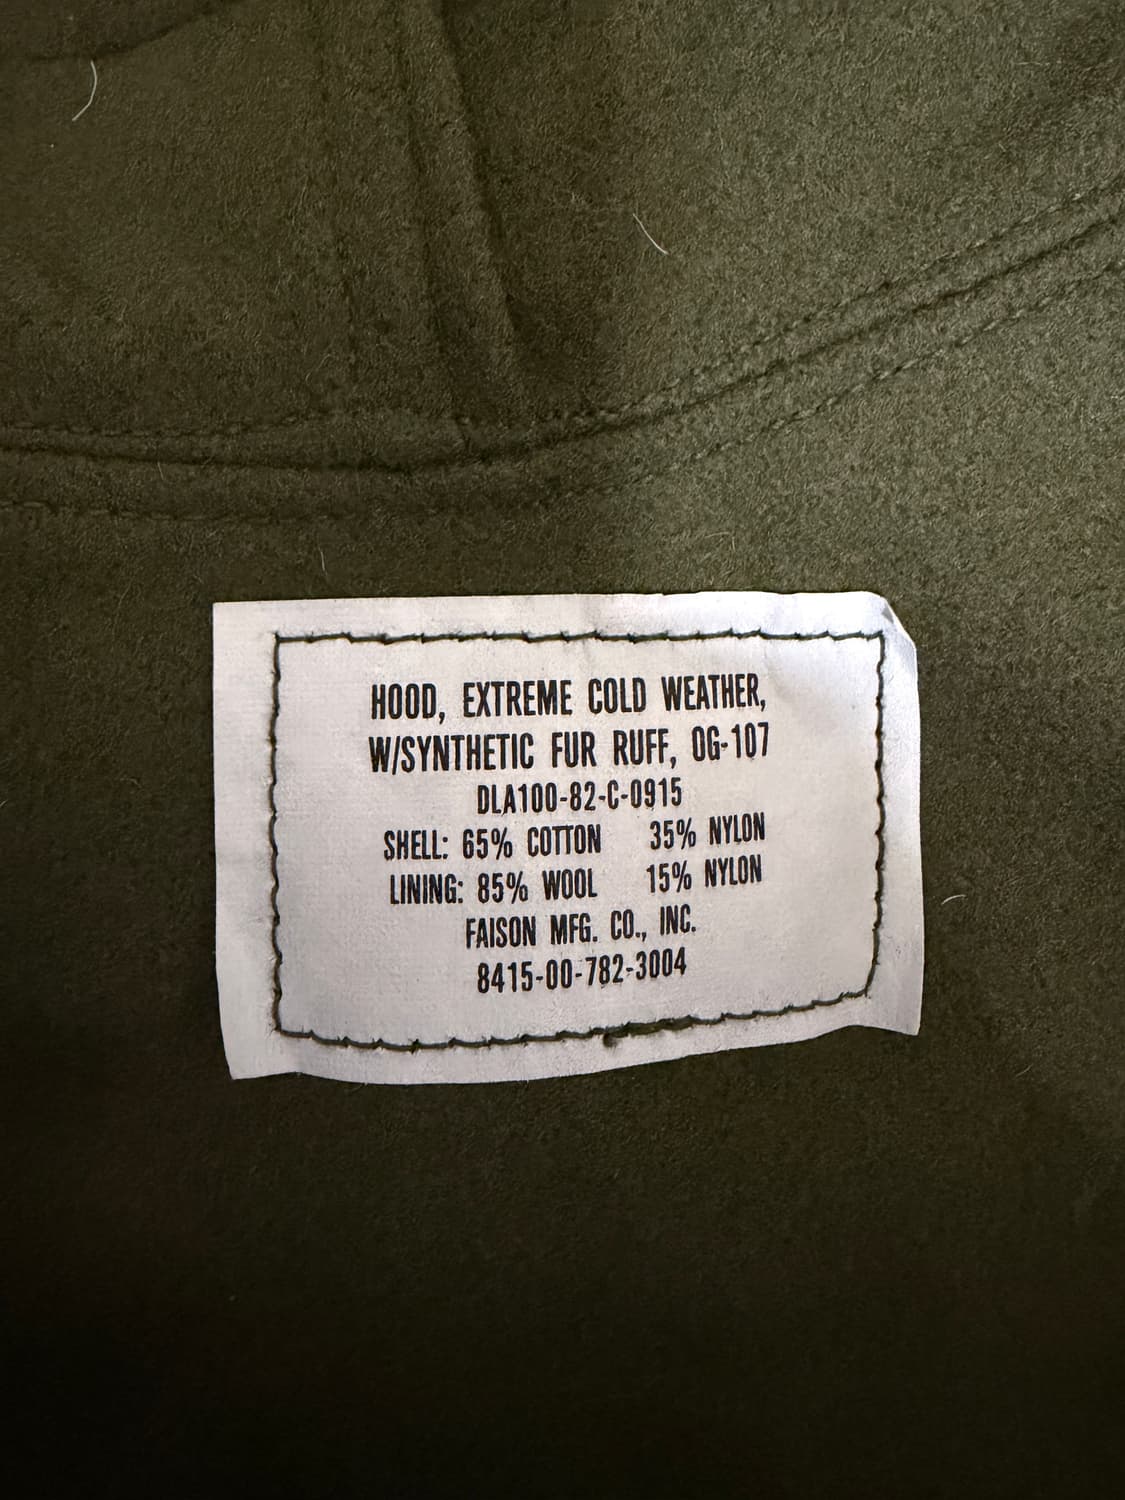 HOOD, EXTREME COLD WEATHER,
W/SYNTHETIC FUR RUFF, OG-107
DLA100-82-C-0915
SHELL: 65% COTTON 35% NYLON
LINING: 85% WOOL 15% NYLON
FAISON MFG. CO., INC.
8415-00-782-3004